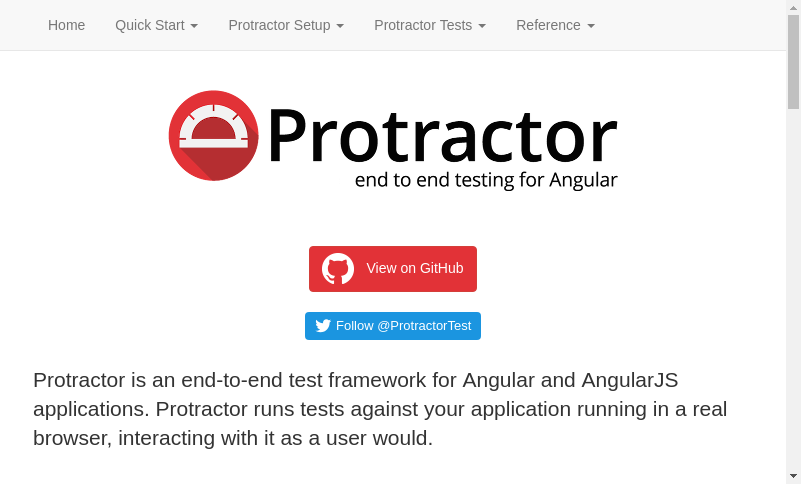 Home Quick Start Protractor Setup Protractor Tests Reference
Protractor
end to end testing for Angular
View on GitHub
Follow @ProtractorTest
Protractor is an end-to-end test framework for Angular and AngularJS
applications. Protractor runs tests against your application running in a real
browser, interacting with it as a user would.